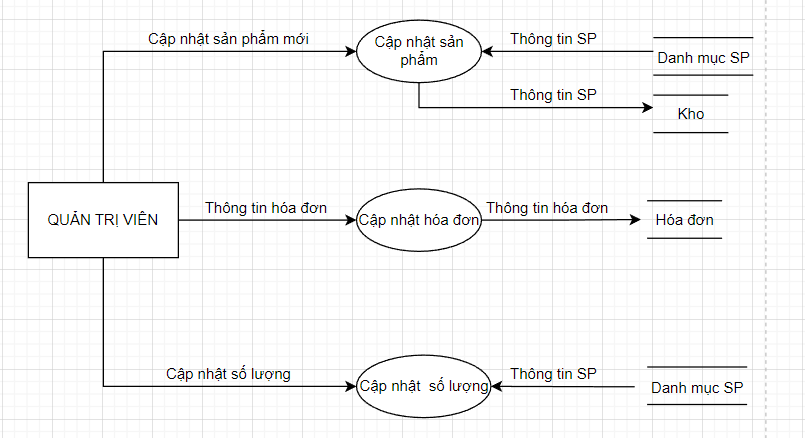 Cập nhật sản phẩm mới
Cập nhật sản
phẩm
Thông tin SP
Danh mục SP
Thông tin SP
Kho
QUẢN TRỊ VIÊN
Thông tin hóa đơn
Cập nhật hóa đơn
Thông tin hóa đơn
Hóa đơn
Cập nhật số lượng
Cập nhật số lượng
Thông tin SP
Danh mục SP